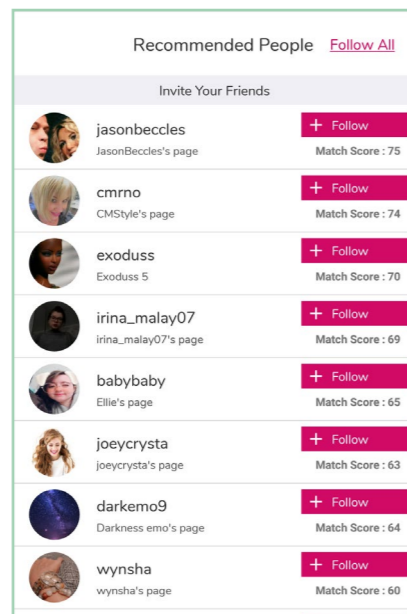 Recommended People Follow All
Invite Your Friends
jasonbeccles
+ Follow
JasonBeccles's page
Match Score : 75
cmrno
+ Follow
CMStyle's page
Match Score : 74
exoduss
+ Follow
Exoduss 5
Match Score : 70
irina_malay07
+ Follow
irina_malay07's page
Match Score : 69
babybaby
+ Follow
Ellie's page
Match Score : 65
joeycrysta
+ Follow
joeycrysta's page
Match Score : 63
darkemo9
+ Follow
Darkness emo's page
Match Score : 64
wynsha
+ Follow
wynsha's page
Match Score : 60